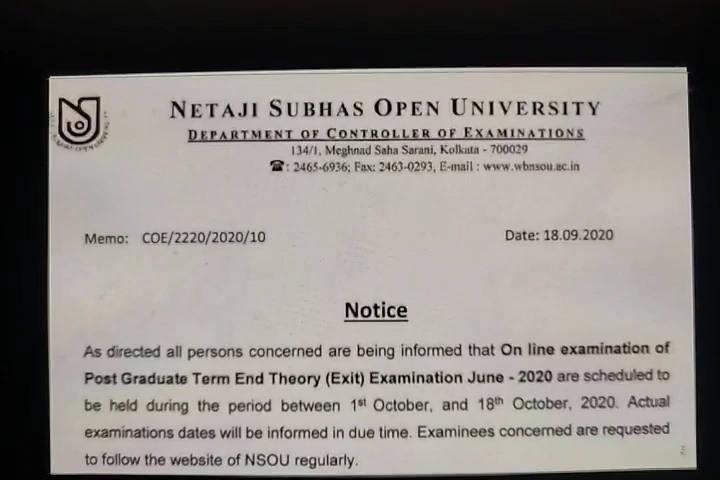 NETAJI SUBHAS OPEN UNIVERSITY
DEPARTMENT OF CONTROLLER OF EXAMINATIONS
134/1, Meghnad Saha Sarani, Kolkata - 700029
☎: 2465-6936; Fax: 2463-0293, E-mail : www.wbnsou.ac.in
Memo: COE/2220/2020/10
Date: 18.09.2020
Notice
As directed all persons concerned are being informed that On line examination of
Post Graduate Term End Theory (Exit) Examination June - 2020 are scheduled to
be held during the period between 1st October, and 18th October, 2020. Actual
examinations dates will be informed in due time. Examinees concerned are requested
to follow the website of NSOU regularly.